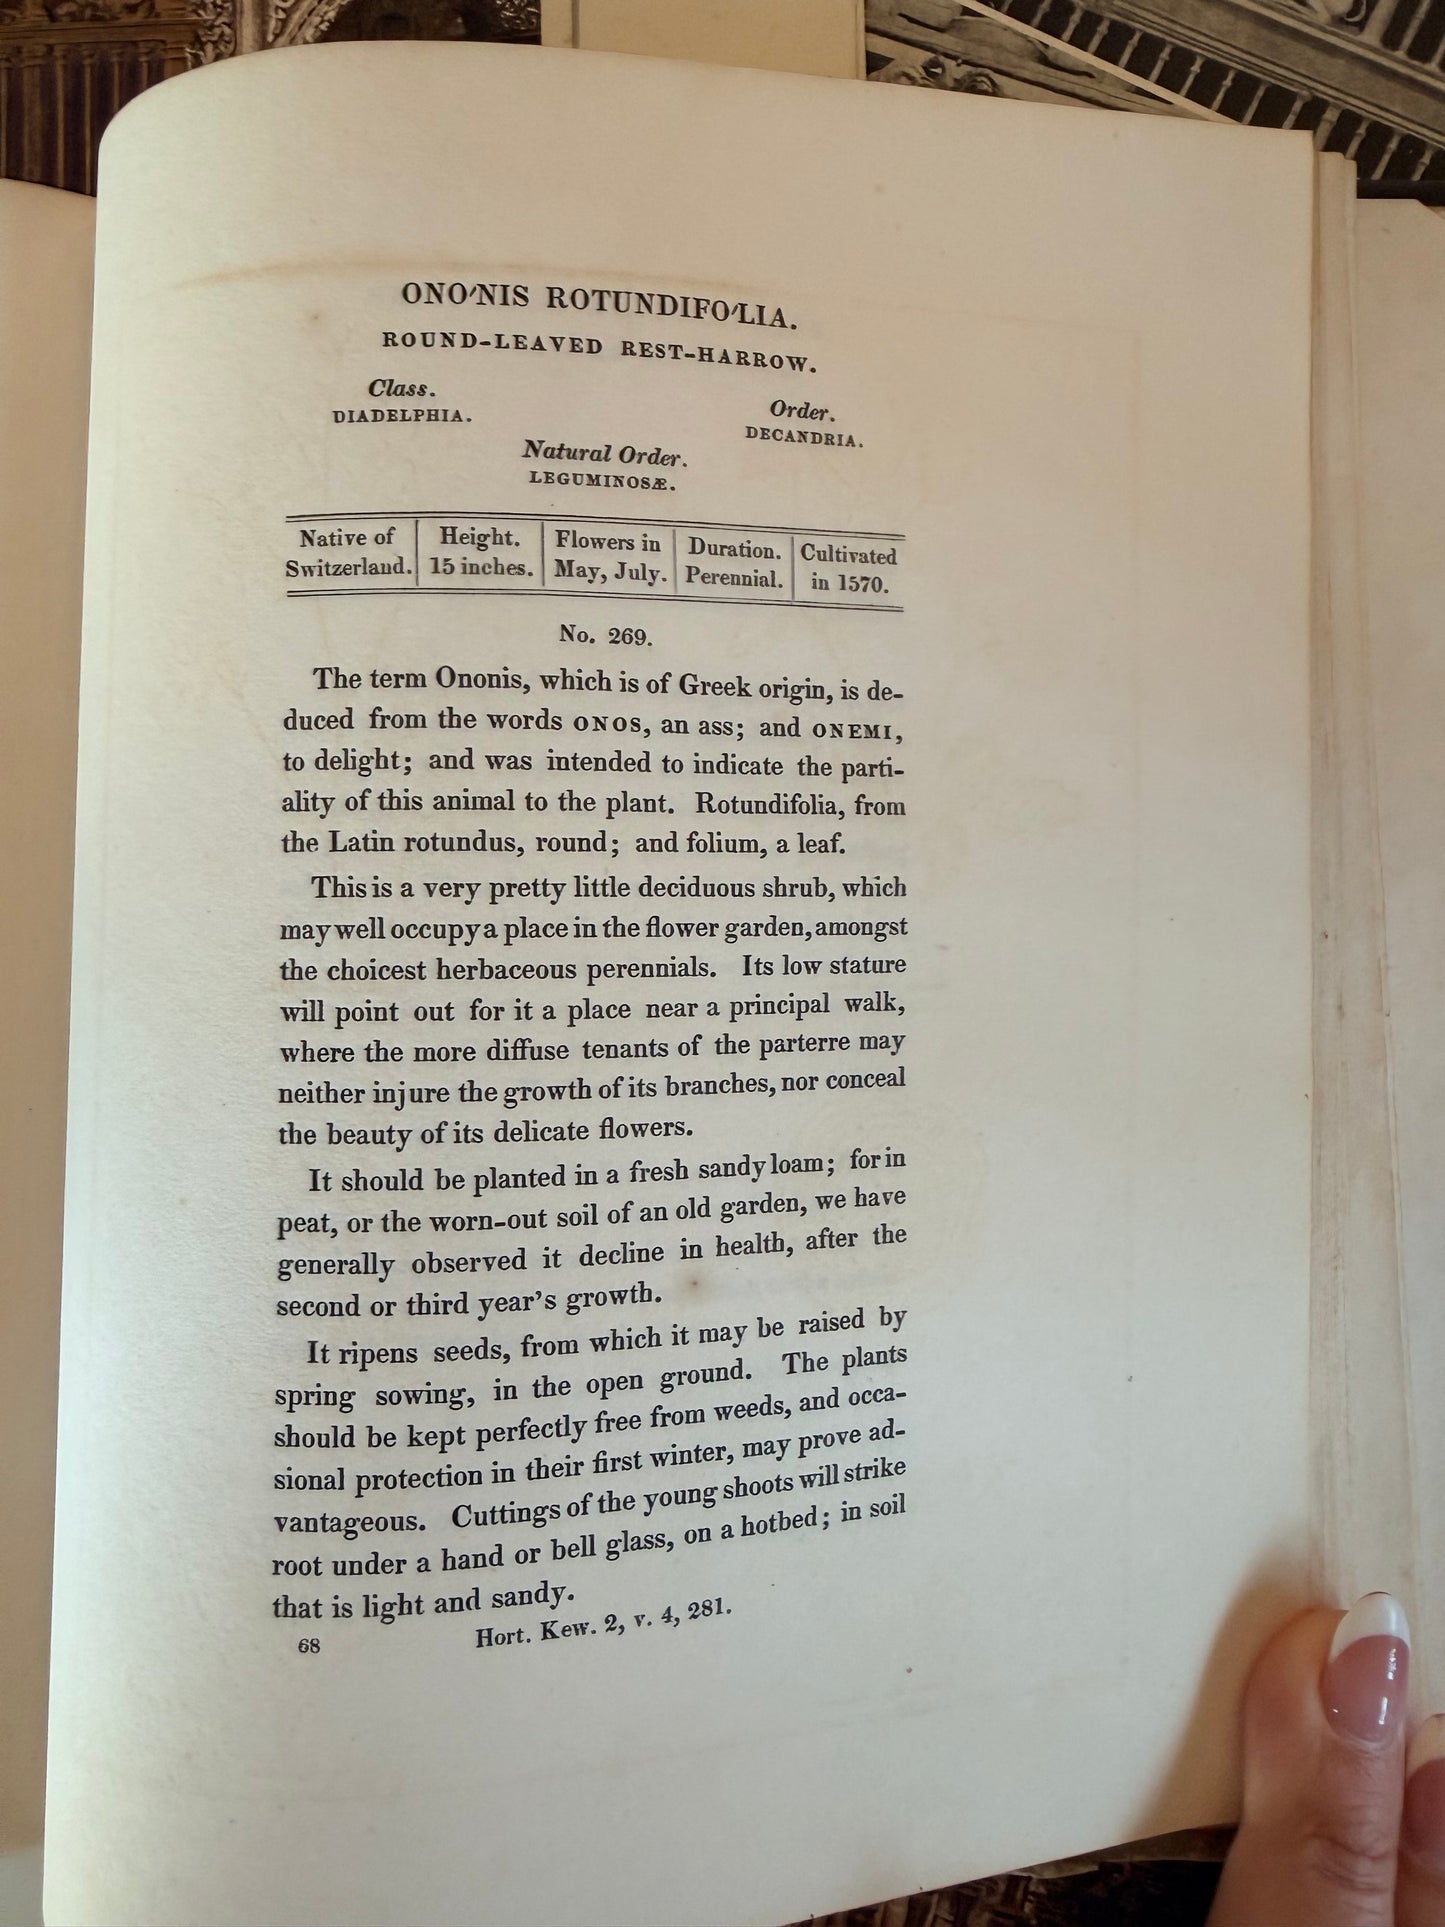 ONO'NIS ROTUNDIFO'LIA.
ROUND-LEAVED REST-HARROW.
Class.
DIADELPHIA.
Order.
DECANDRIA.
Natural Order.
LEGUMINOSÆ.
Native of Switzerland.
Height. 15 inches.
Flowers in May, July.
Duration. Perennial.
Cultivated in 1570.
No. 269.
The term Ononis, which is of Greek origin, is de-
duced from the words ONOS, an ass; and ONEMI,
to delight; and was intended to indicate the parti-
ality of this animal to the plant. Rotundifolia, from
the Latin rotundus, round; and folium, a leaf.
This is a very pretty little deciduous shrub, which
may well occupy a place in the flower garden, amongst
the choicest herbaceous perennials. Its low stature
will point out for it a place near a principal walk,
where the more diffuse tenants of the parterre may
neither injure the growth of its branches, nor conceal
the beauty of its delicate flowers.
It should be planted in a fresh sandy loam; for in
peat, or the worn-out soil of an old garden, we have
generally observed it decline in health, after the
second or third year's growth.
It ripens seeds, from which it may be raised by
spring sowing, in the open ground. The plants
should be kept perfectly free from weeds, and occa-
sional protection in their first winter, may prove ad-
vantageous. Cuttings of the young shoots will strike
root under a hand or bell glass, on a hotbed; in soil
that is light and sandy.
Hort. Kew. 2, v. 4, 281.
68